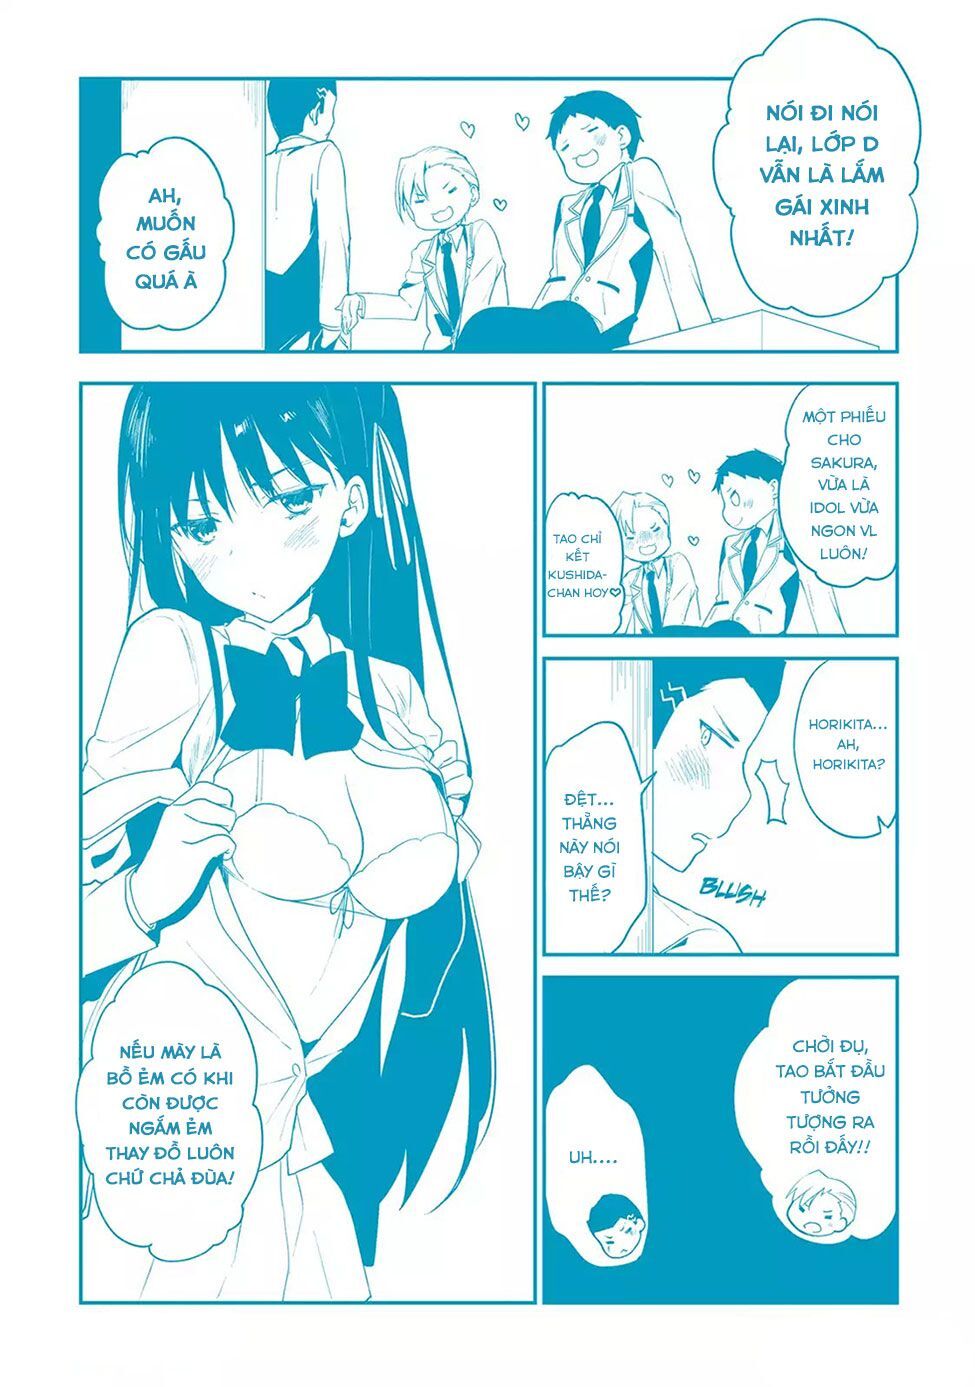 NÓI ĐI NÓI
LẠI, LỚP D
VẪN LÀ LẮM
GÁI XINH
NHẤT!
AH,
MUỐN
CÓ GẤU
QUÁ À
MỘT PHIẾU
CHO
SAKURA,
VỪA LÀ
IDOL VỪA
NGON VL
LUÔN!
TAO CHỈ
KẾT
KUSHIDA-
CHAN HOY♥
HORIKITA...
AH,
HORIKITA?
ĐỆT...
THẰNG
NÀY NÓI
BẬY GÌ
THẾ?
BLUSH
CHỜI ĐỤ,
TAO BẮT ĐẦU
TƯỞNG
TƯỢNG RA
RỒI ĐẤY!!
UH....
NẾU MÀY LÀ
BỒ ẺM CÓ KHI
CÒN ĐƯỢC
NGẮM ẺM
THAY ĐỒ LUÔN
CHỨ CHẢ ĐÙA!